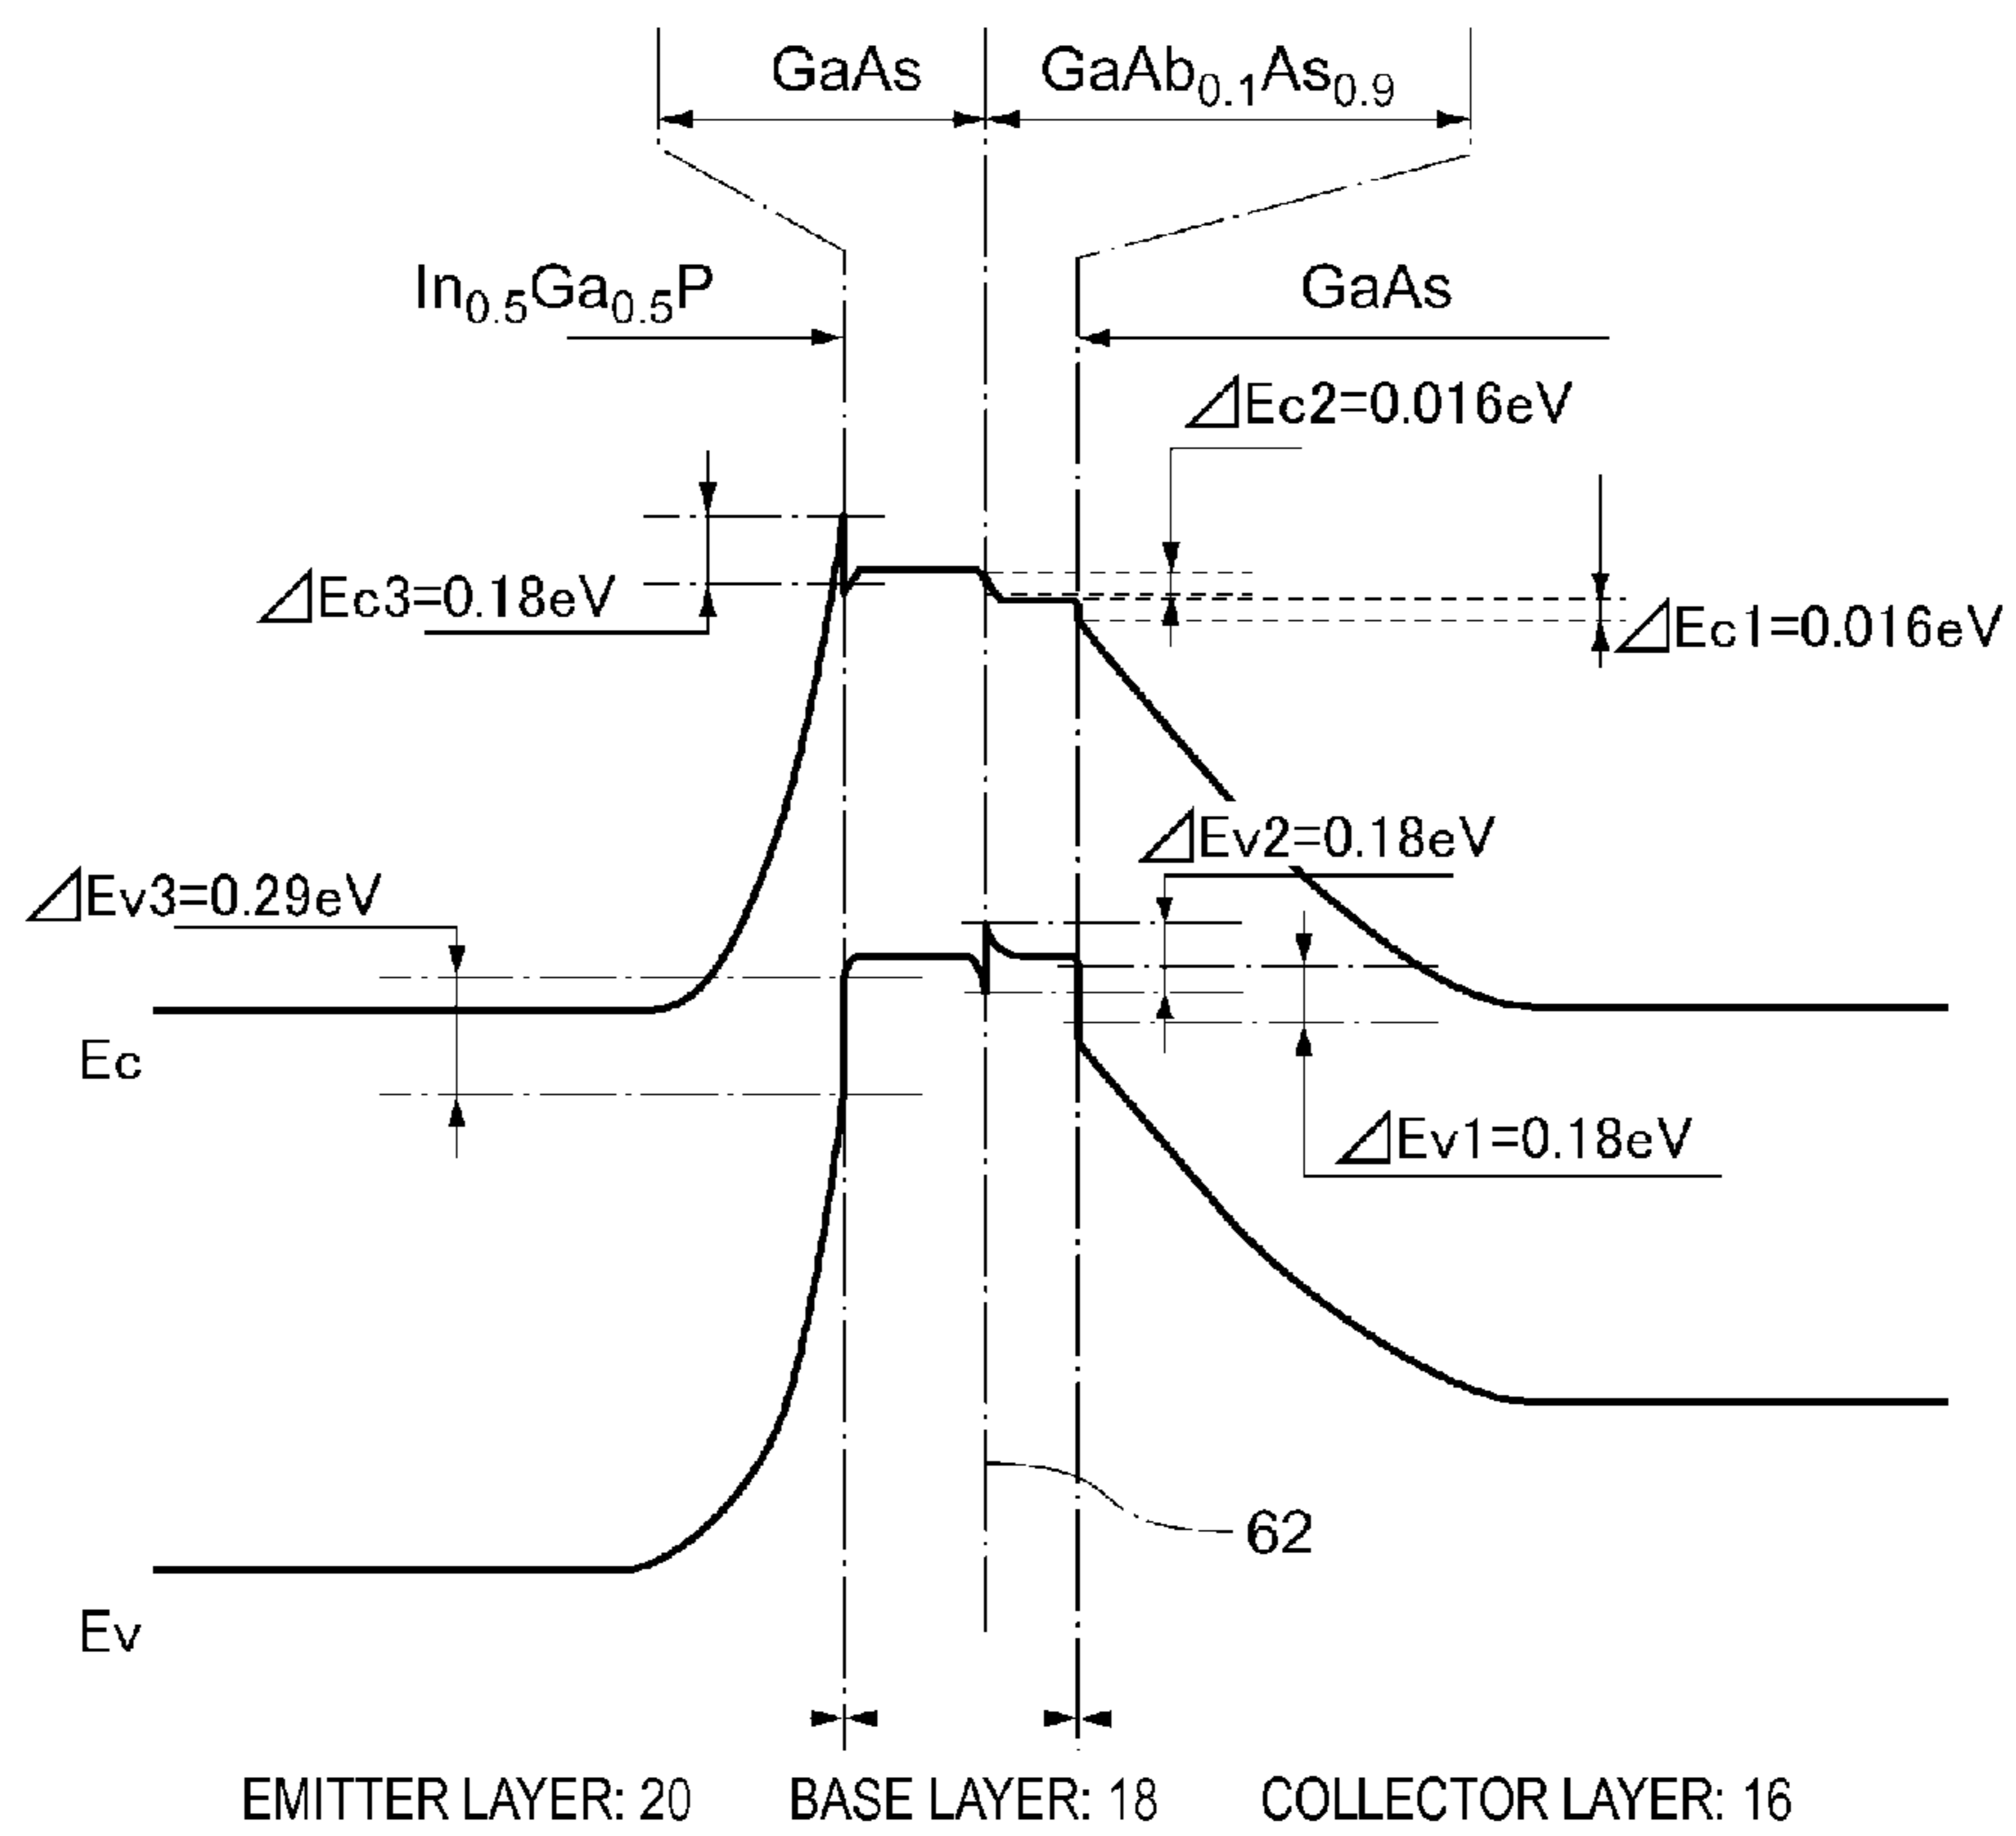 GaAs
GaAb0.1As0.9
In0.5Ga0.5P
GaAs
⊿Ec2=0.016eV
⊿Ec3=0.18eV
⊿Ec1=0.016eV
⊿Ev2=0.18eV
⊿Ev3=0.29eV
Ec
⊿Ev1=0.18eV
62
Ev
EMITTER LAYER: 20
BASE LAYER: 18
COLLECTOR LAYER: 16